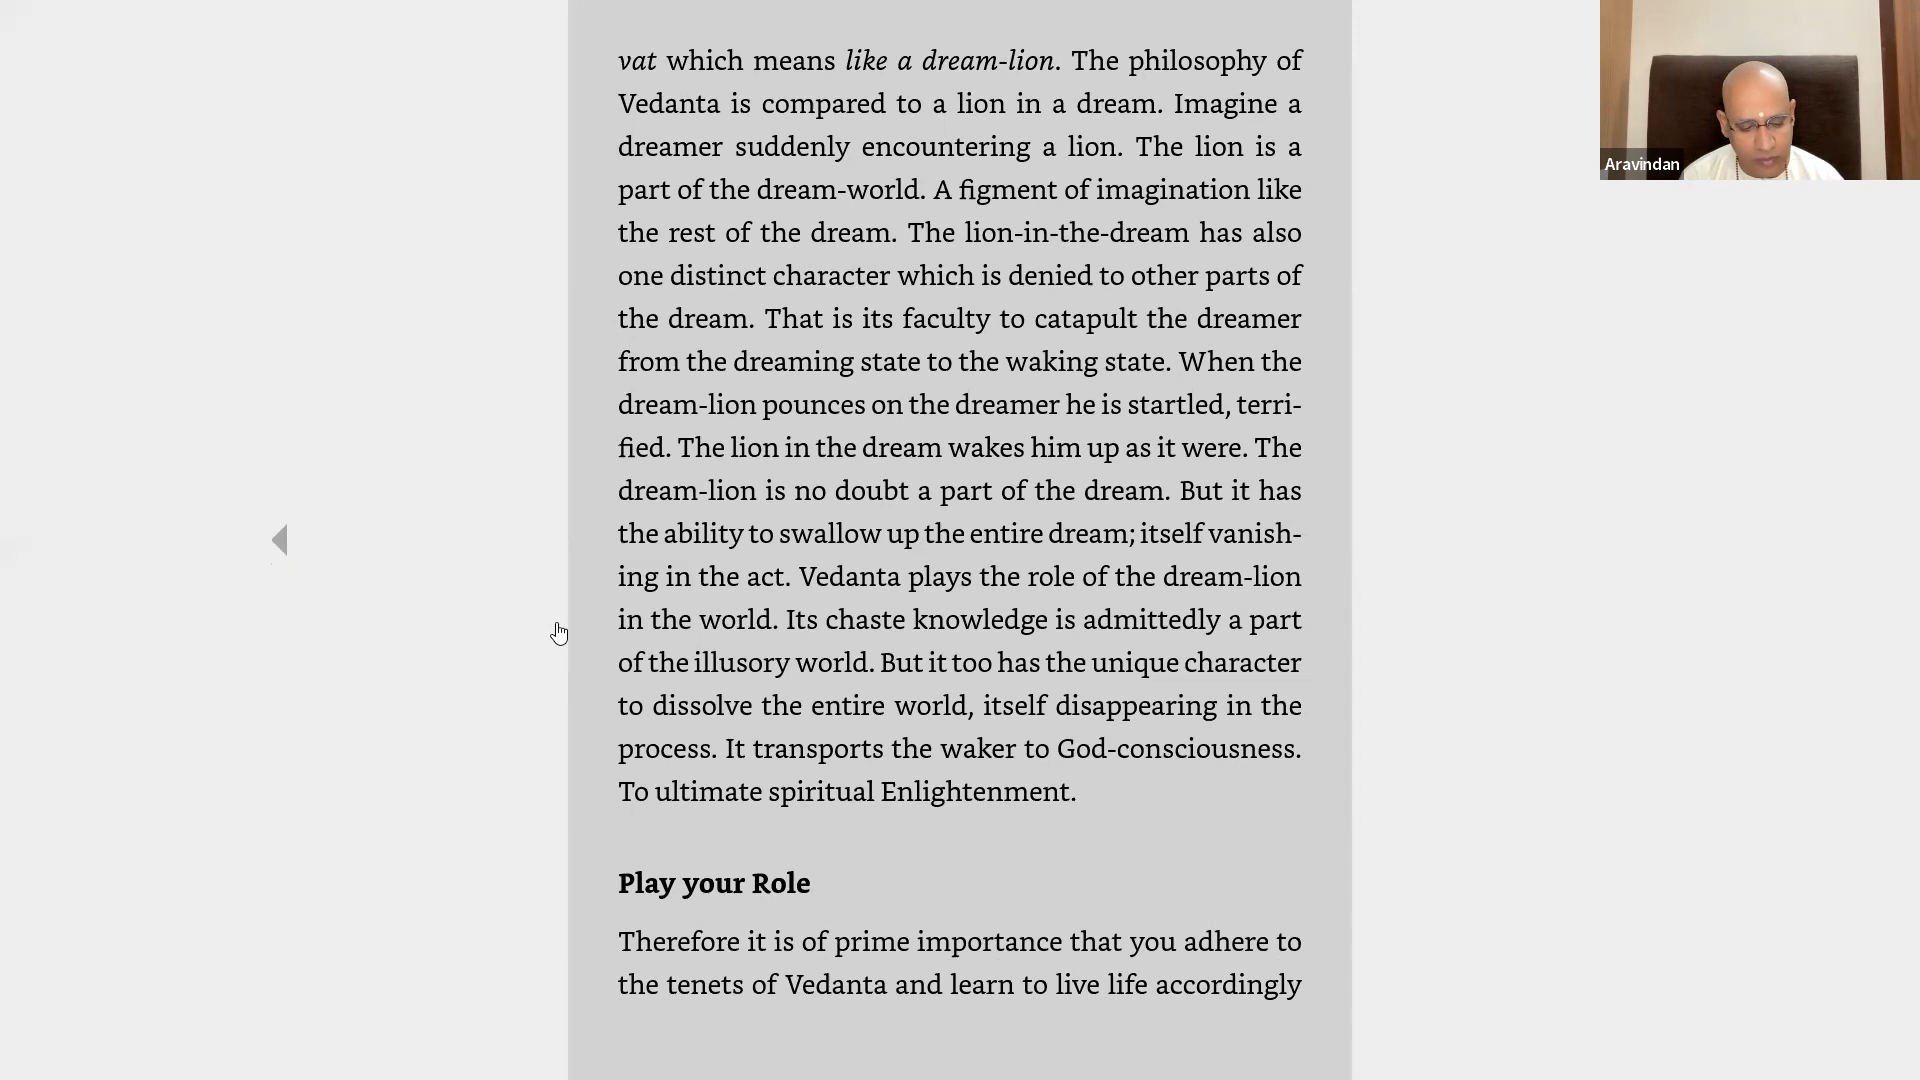 vat which means like a dream-lion. The philosophy of
Vedanta is compared to a lion in a dream. Imagine a
dreamer suddenly encountering a lion. The lion is a
part of the dream-world. A figment of imagination like
the rest of the dream. The lion-in-the-dream has also
one distinct character which is denied to other parts of
the dream. That is its faculty to catapult the dreamer
from the dreaming state to the waking state. When the
dream-lion pounces on the dreamer he is startled, terri-
fied. The lion in the dream wakes him up as it were. The
dream-lion is no doubt a part of the dream. But it has
the ability to swallow up the entire dream; itself vanish-
ing in the act. Vedanta plays the role of the dream-lion
in the world. Its chaste knowledge is admittedly a part
of the illusory world. But it too has the unique character
to dissolve the entire world, itself disappearing in the
process. It transports the waker to God-consciousness.
To ultimate spiritual Enlightenment.
Play your Role
Therefore it is of prime importance that you adhere to
the tenets of Vedanta and learn to live life accordingly
Aravindan